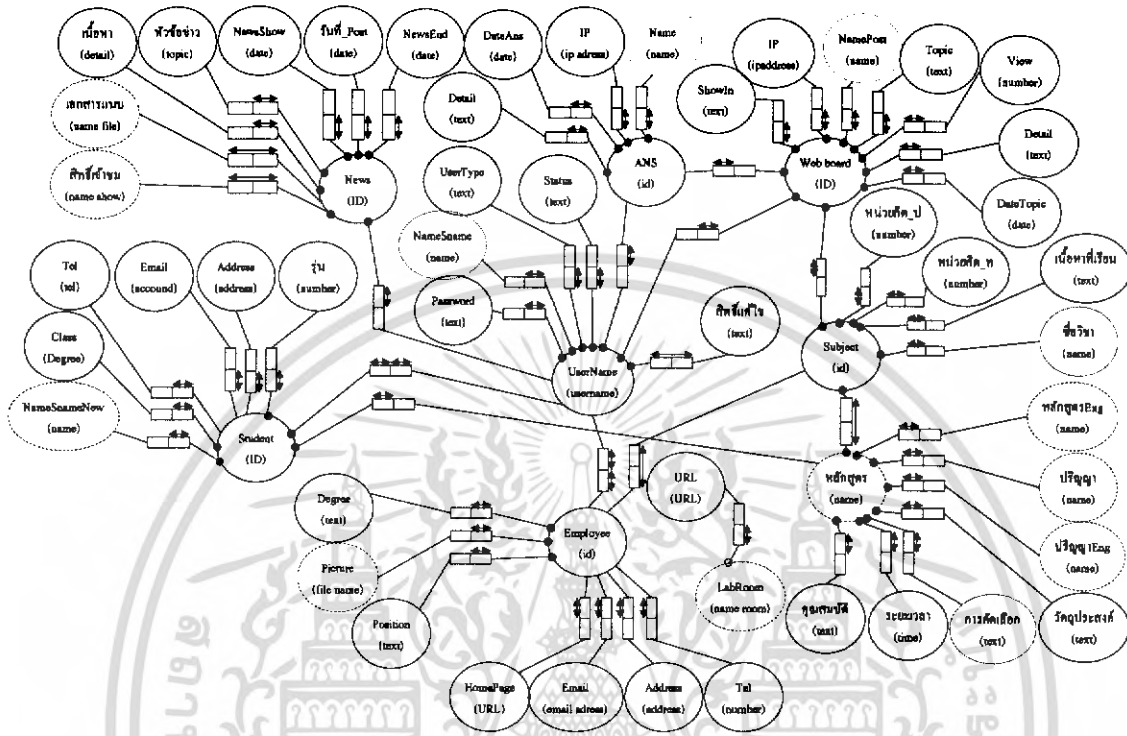 เนื้อหา
(detail)
หัวข้อข่าว
(topic)
NewsShow
(date)
วันที่_Post
(date)
NewsEnd
(date)
DateAns
(date)
IP
(ip adress)
Name
(name)
IP
(ipaddress)
NamePost
(name)
Topic
(text)
View
(number)
เอกสารแนบ
(name file)
สิทธิ์เข้าชม
(name show)
Detail
(text)
ShowIn
(text)
Detail
(text)
DateTopic
(date)
News
(ID)
ANS
(id)
Web board
(ID)
UserType
(text)
Status
(text)
NameSname
(name)
Password
(text)
สิทธิ์แก้ไข
(text)
หน่วยกิต_ป
(number)
หน่วยกิต_ท
(number)
เนื้อหาที่เรียน
(text)
ชื่อวิชา
(name)
Tel
(tel)
Email
(accound)
Address
(address)
รุ่น
(number)
Class
(Degree)
NameSnameNew
(name)
Student
(ID)
UserName
(username)
Subject
(id)
หลักสูตรEng
(name)
ปริญญา
(name)
ปริญญาEng
(name)
วัตถุประสงค์
(text)
หลักสูตร
(name)
คุณสมบัติ
(text)
ระยะเวลา
(time)
การคัดเลือก
(text)
Degree
(text)
Picture
(file name)
Position
(text)
Employee
(id)
URL
(URL)
LabRoom
(name room)
HomePage
(URL)
Email
(email adress)
Address
(address)
Tel
(number)